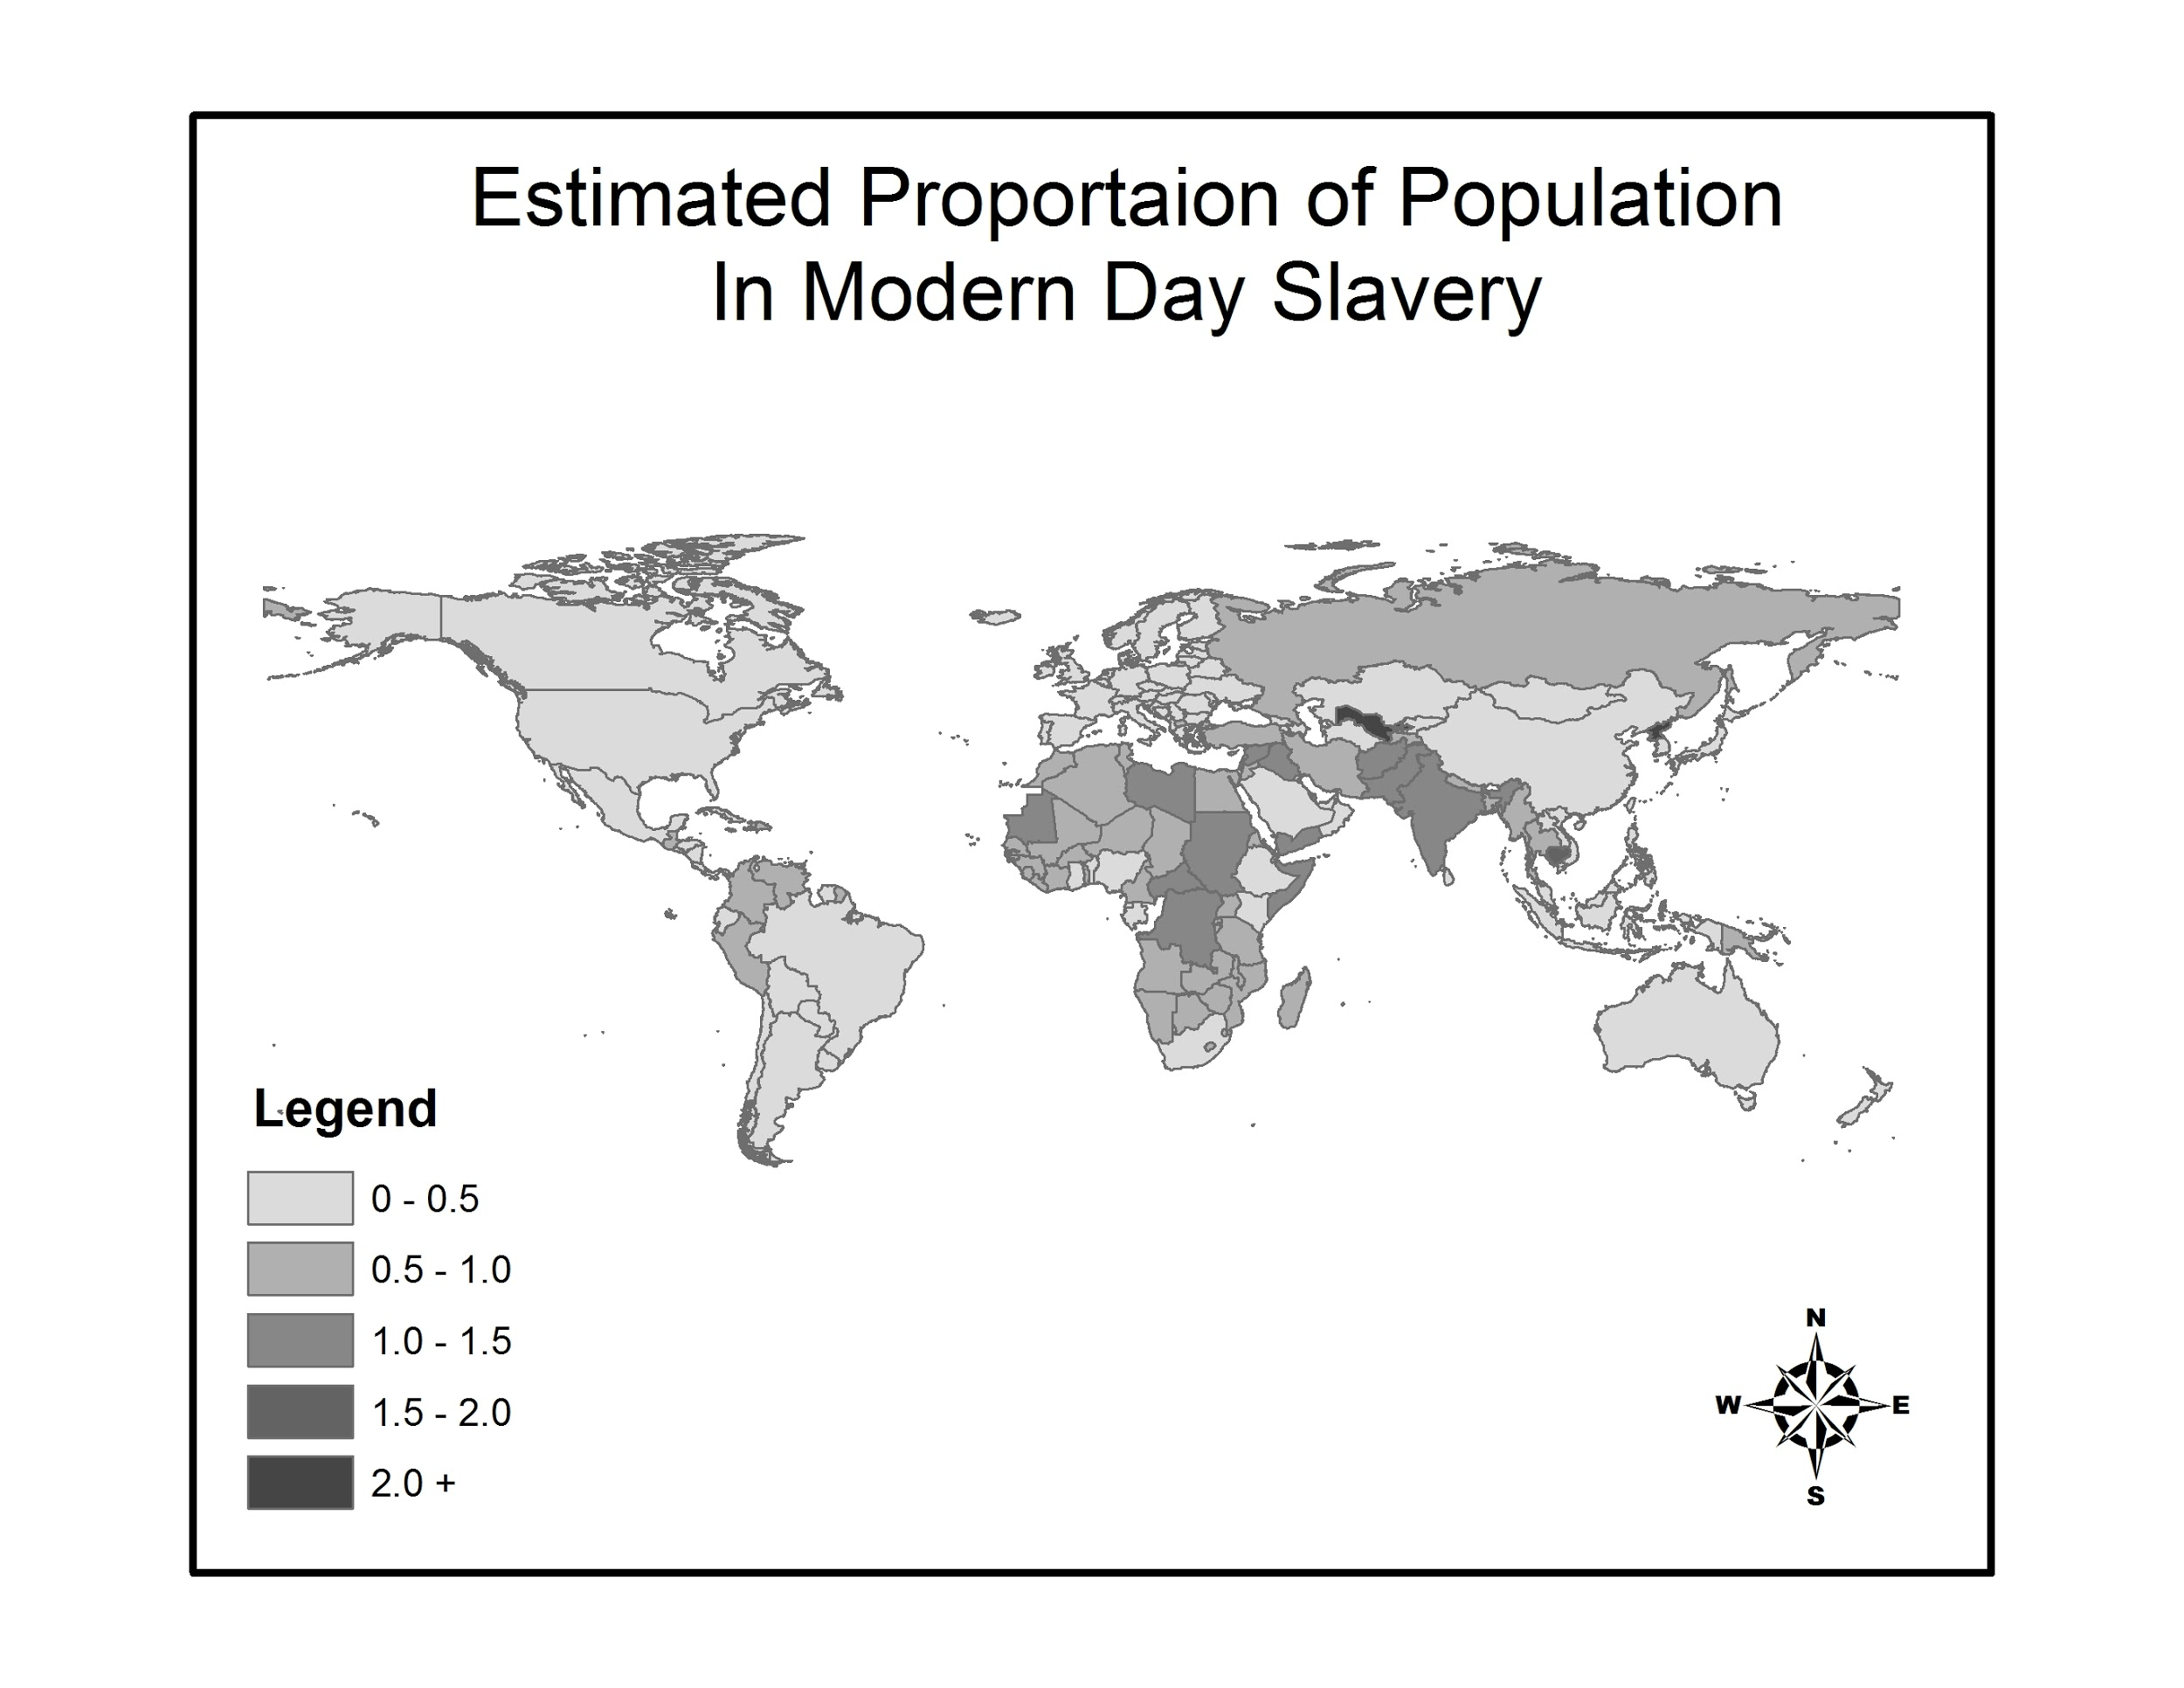 Estimated Proportaion of Population
In Modern Day Slavery
Legend
0 - 0.5
0.5 - 1.0
1.0 - 1.5
1.5 - 2.0
2.0 +
N
W E
S